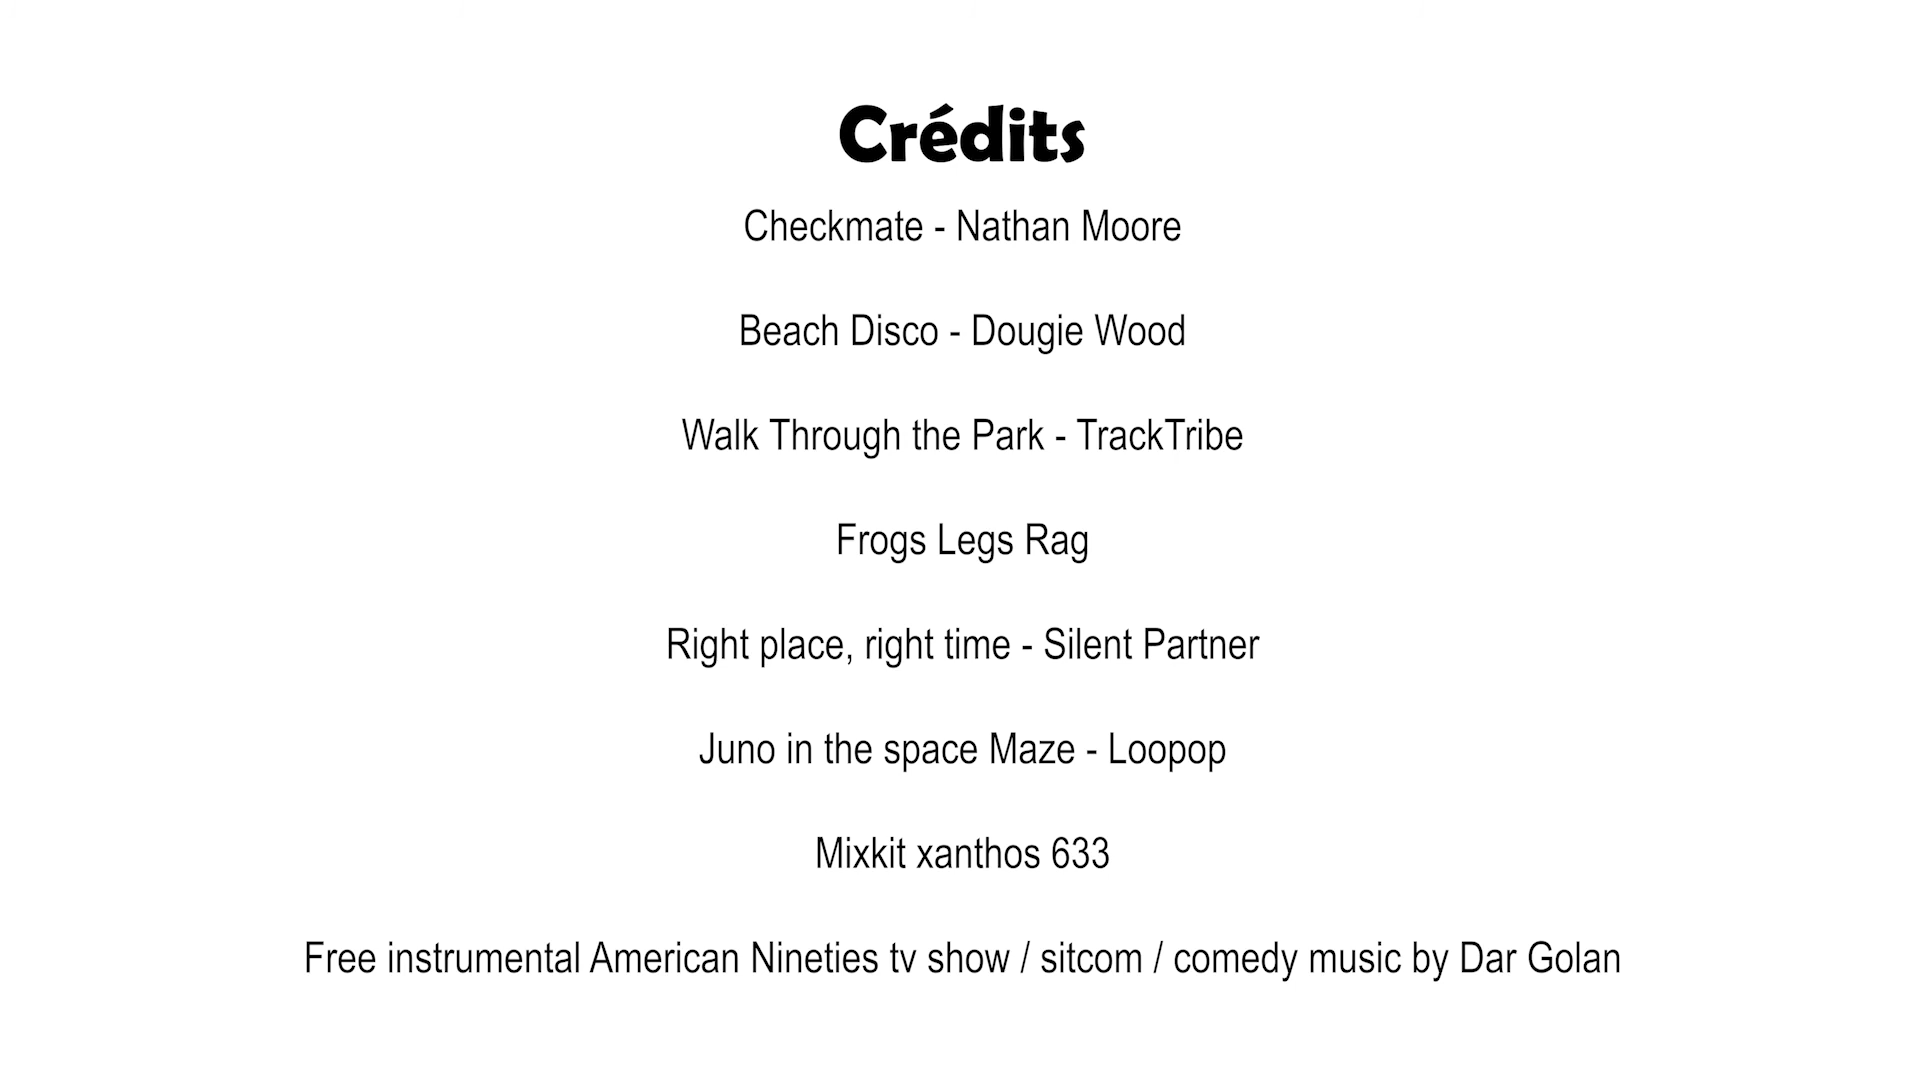 Crédits
Checkmate - Nathan Moore
Beach Disco - Dougie Wood
Walk Through the Park - TrackTribe
Frogs Legs Rag
Right place, right time - Silent Partner
Juno in the space Maze - Loopop
Mixkit xanthos 633
Free instrumental American Nineties tv show / sitcom / comedy music by Dar Golan